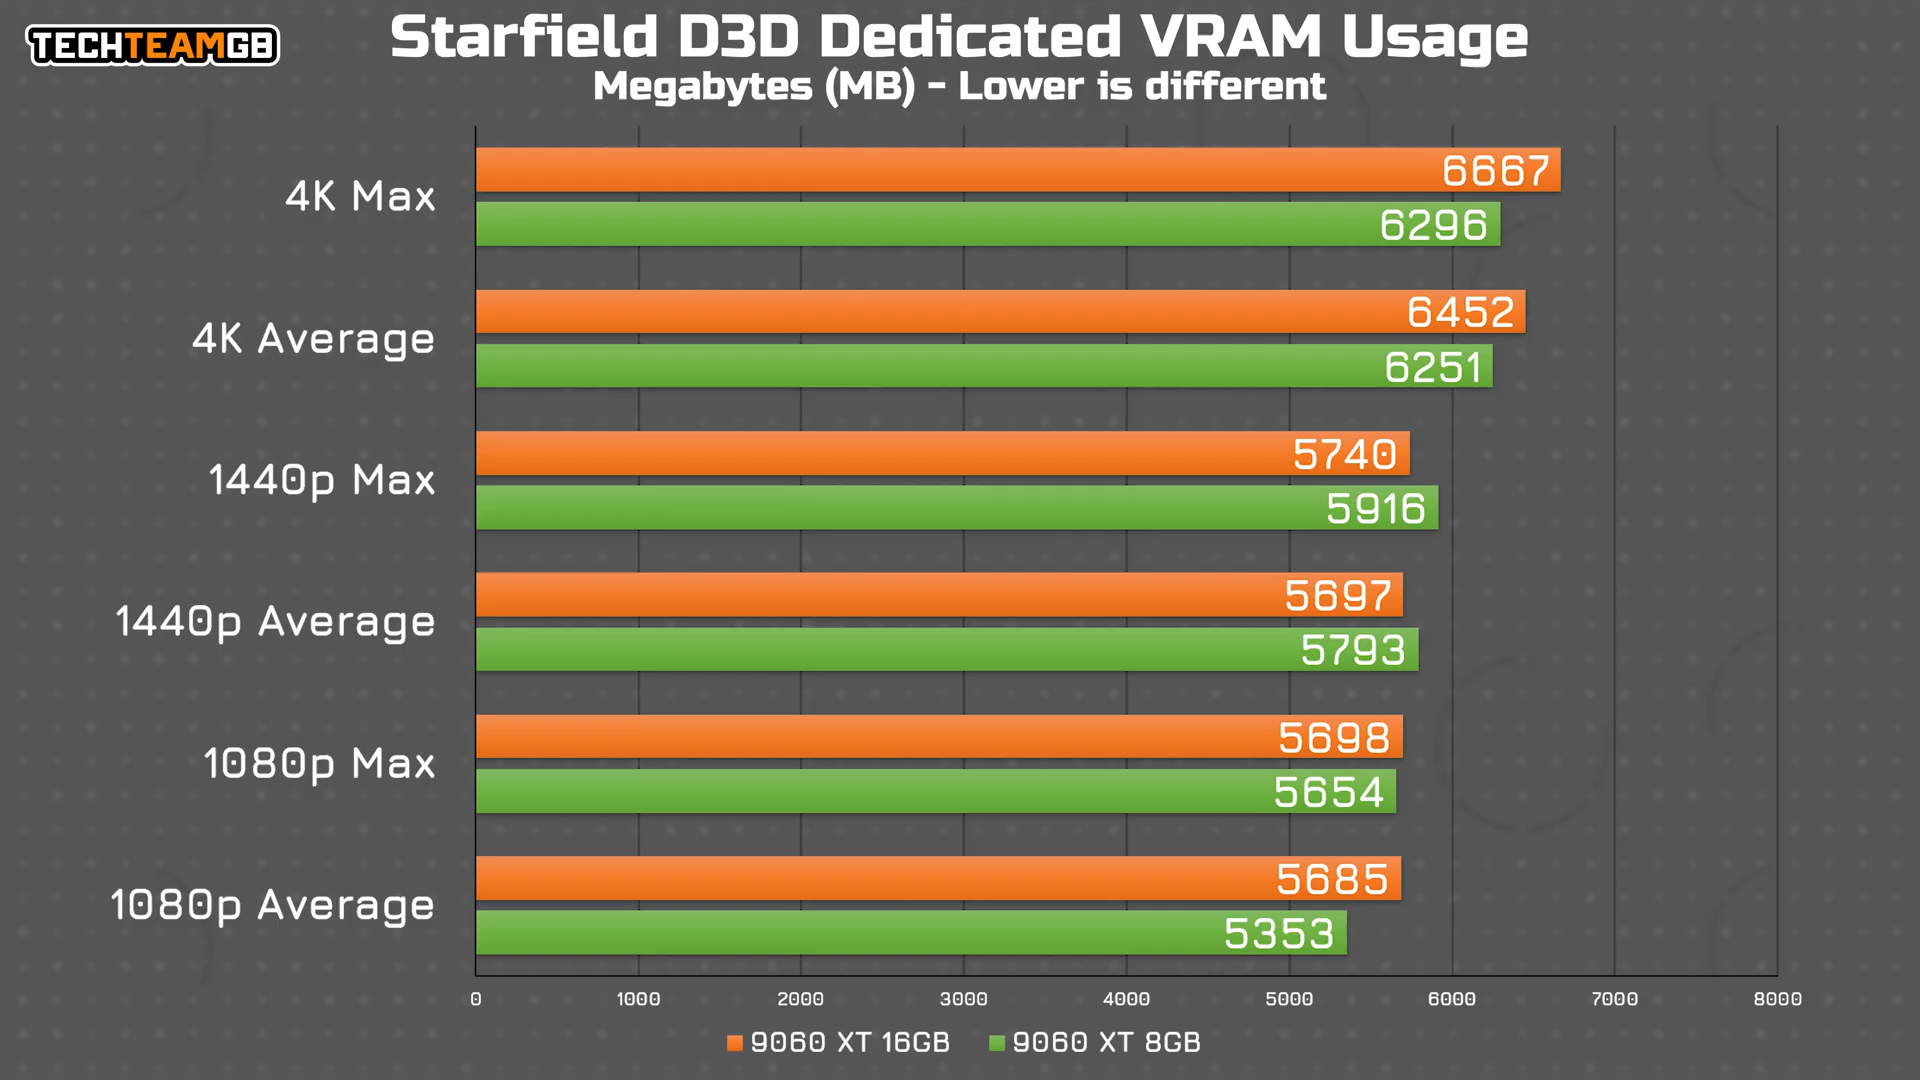 TECHTEAMGB
Starfield D3D Dedicated VRAM Usage
Megabytes (MB) - Lower is different
4K Max
6667
6296
4K Average
6452
6251
1440p Max
5740
5916
1440p Average
5697
5793
1080p Max
5698
5654
1080p Average
5685
5353
0 1000 2000 3000 4000 5000 6000 7000 8000
9060 XT 16GB 9060 XT 8GB